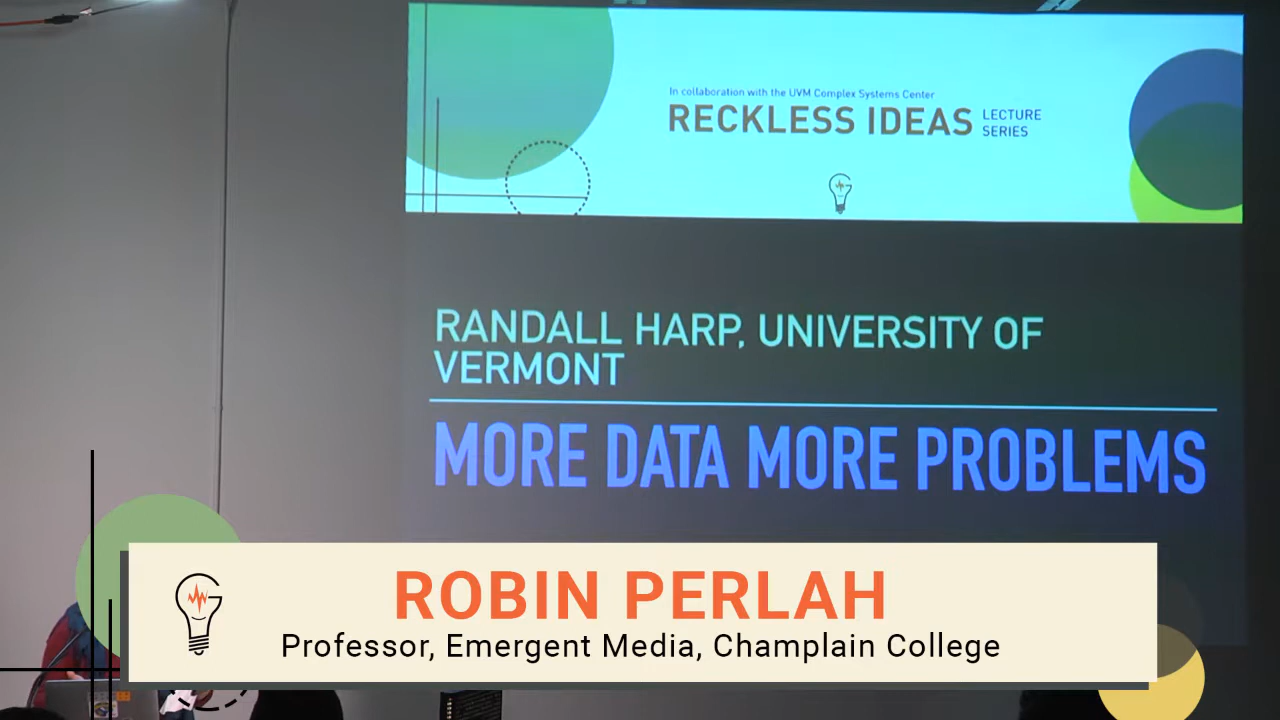 In collaboration with the UVM Complex Systems Center
RECKLESS IDEAS LECTURE SERIES
RANDALL HARP, UNIVERSITY OF
VERMONT
MORE DATA MORE PROBLEMS
ROBIN PERLAH
Professor, Emergent Media, Champlain College